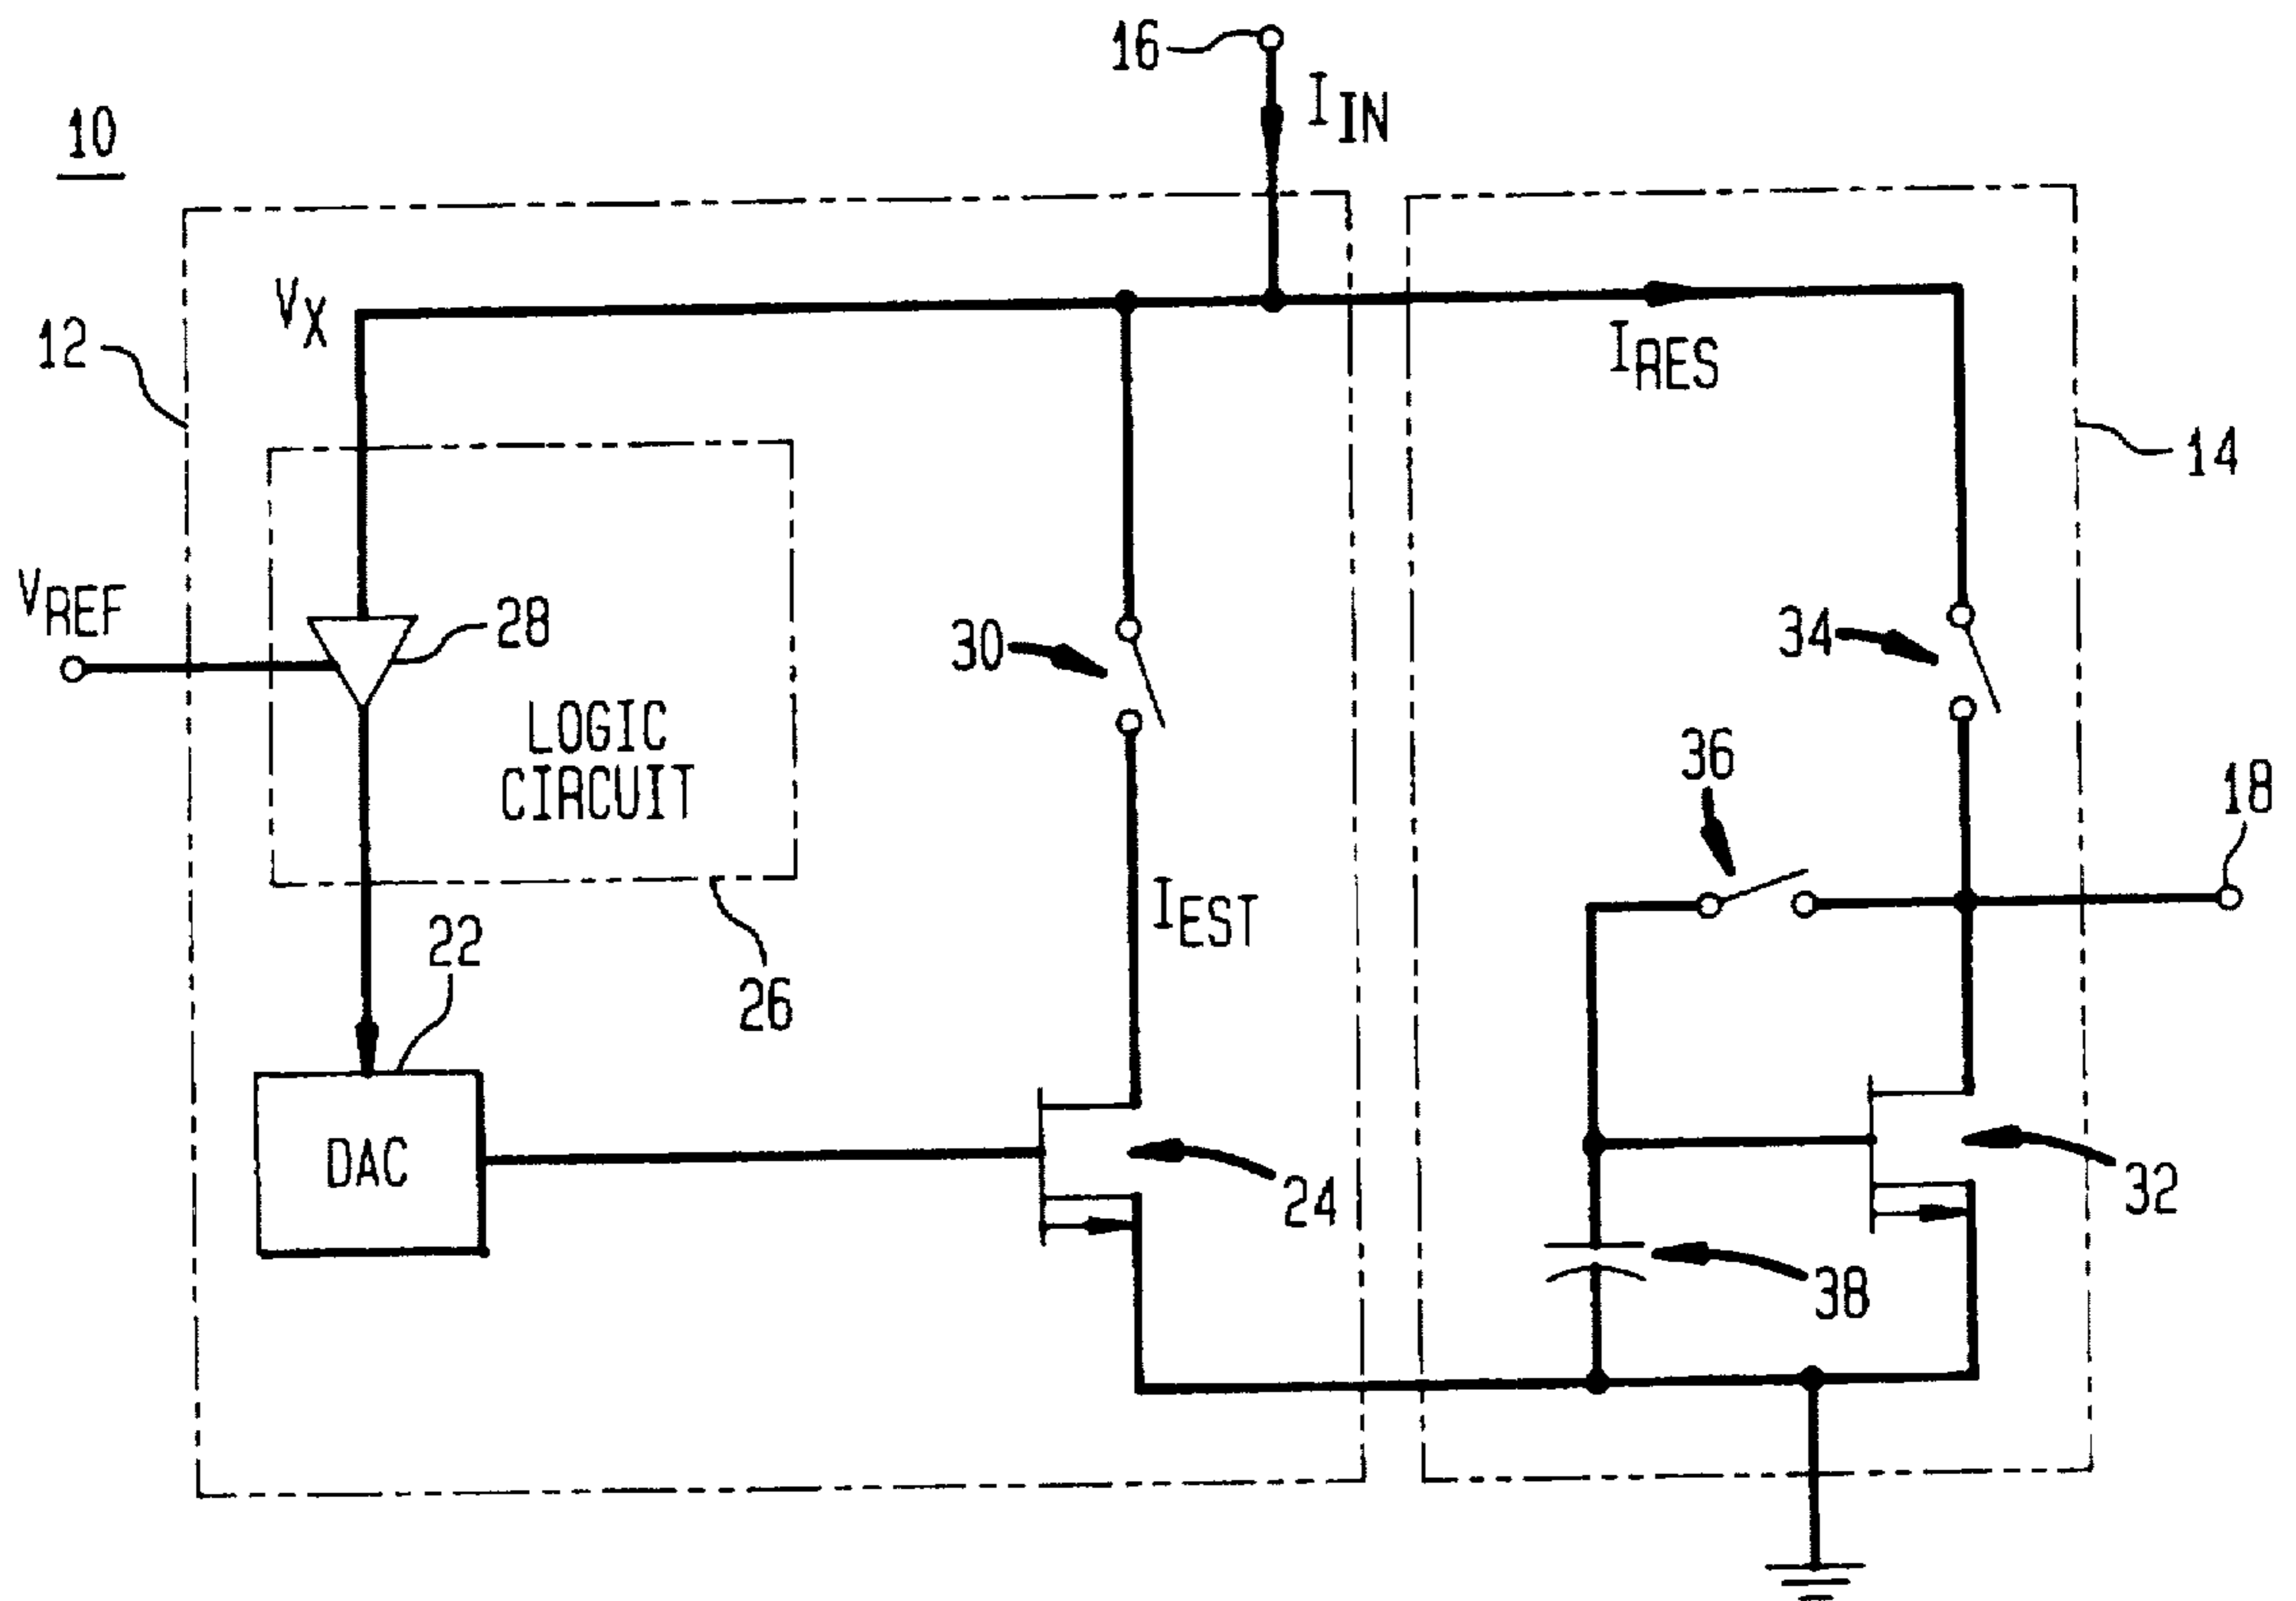 16
I_IN
10
V_X
12
I_RES
14
V_REF
28
30
34
LOGIC
CIRCUIT
36
18
I_EST
22
26
DAC
24
32
38